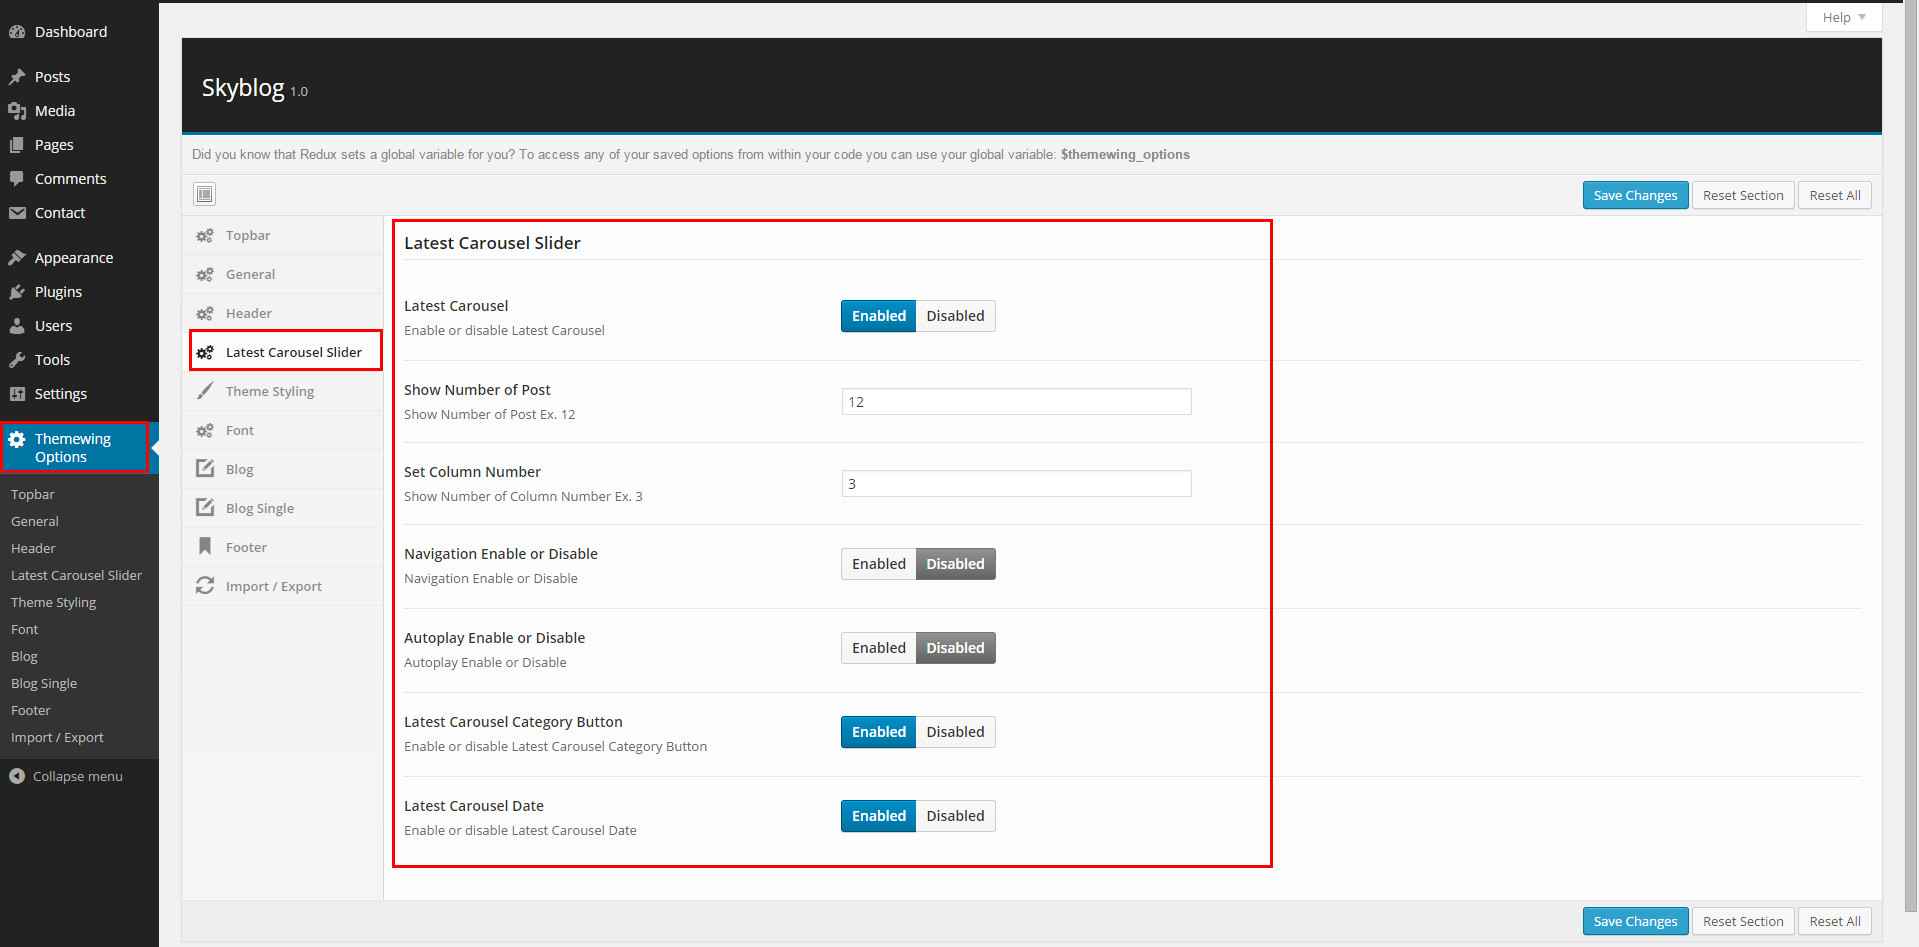 Help
Dashboard
Posts
Media
Pages
Comments
Contact
Appearance
Plugins
Users
Tools
Settings
Themewing
Options
Topbar
General
Header
Latest Carousel Slider
Theme Styling
Font
Blog
Blog Single
Footer
Import / Export
Collapse menu
Skyblog 1.0
Did you know that Redux sets a global variable for you? To access any of your saved options from within your code you can use your global variable: $themewing_options
Save Changes Reset Section Reset All
Topbar
General
Header
Latest Carousel Slider
Theme Styling
Font
Blog
Blog Single
Footer
Import / Export
Latest Carousel Slider
Latest Carousel
Enable or disable Latest Carousel
Enabled Disabled
Show Number of Post
Show Number of Post Ex. 12
12
Set Column Number
Show Number of Column Number Ex. 3
3
Navigation Enable or Disable
Navigation Enable or Disable
Enabled Disabled
Autoplay Enable or Disable
Autoplay Enable or Disable
Enabled Disabled
Latest Carousel Category Button
Enable or disable Latest Carousel Category Button
Enabled Disabled
Latest Carousel Date
Enable or disable Latest Carousel Date
Enabled Disabled
Save Changes Reset Section Reset All